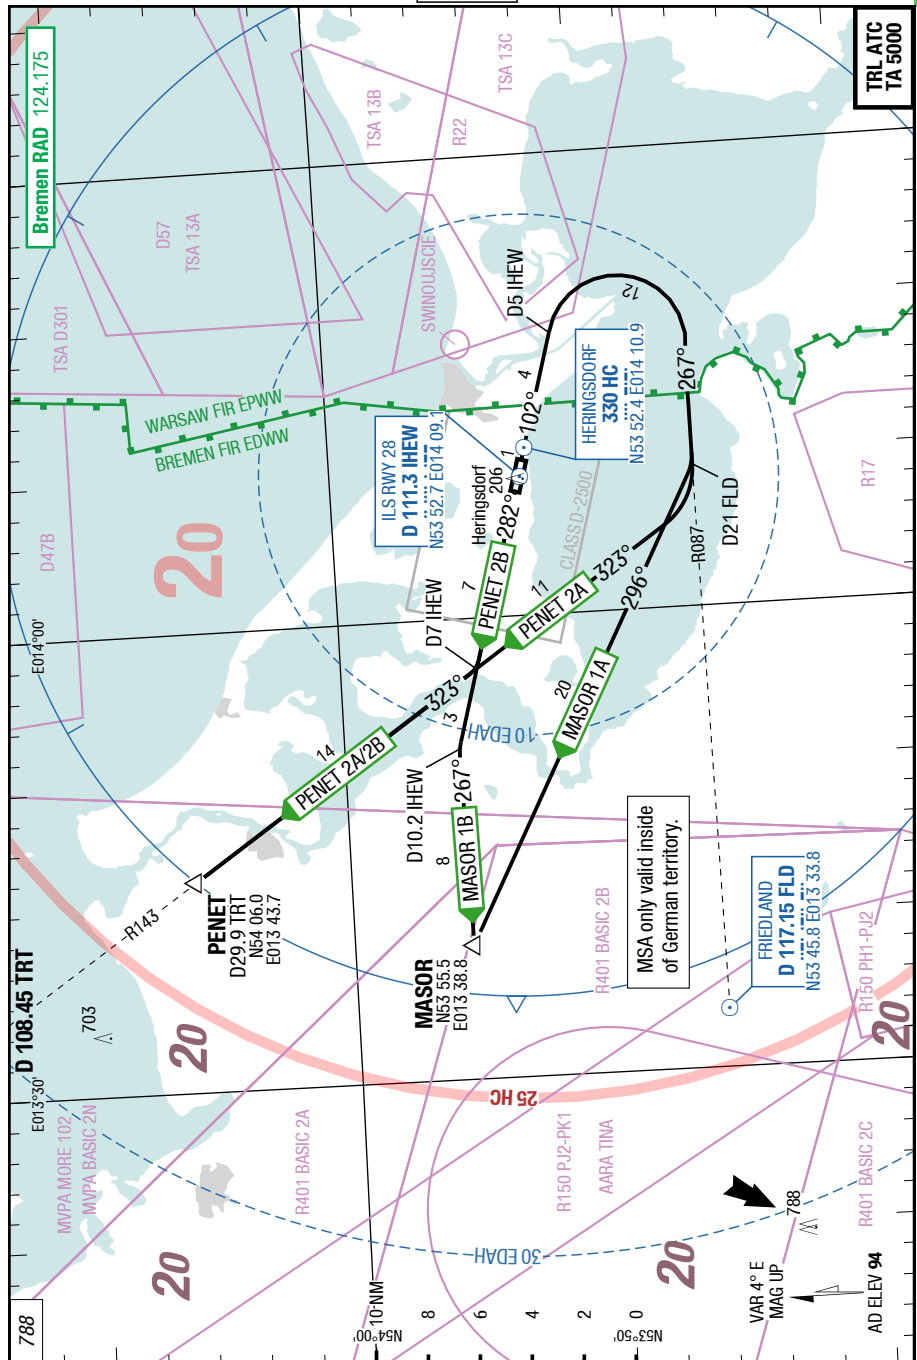 788
D 108.45 TRT
Bremen RAD 124.175
TRL ATC
TA 5000
E013°30'
E014°00'
MVPA MORE 102
MVPA BASIC 2N
703
R143
PENET
D29.9 TRT
N54 06.0
E013 43.7
D47B
TSA D301
D57
TSA 13A
TSA 13B
R22
TSA 13C
WARSAW FIR EPWW
BREMEN FIR EDWW
SWINOUJSCIE
20
20
20
20
20
R401 BASIC 2A
14
PENET 2A/2B
323°
D7 IHEW
ILS RWY 28
D 111.3 IHEW
N53 52.7 E014 09.1
Heringsdorf
206
1
102°
4
D5 IHEW
12
HERINGSDORF
330 HC
N53 52.4 E014 10.9
7
PENET 2B
282°
3
D10.2 IHEW
8
MASOR 1B
267°
MASOR
N53 55.5
E013 38.8
11
PENET 2A
323°
CLASS D-2500
10 EDAH
20
MASOR 1A
296°
267°
R087
D21 FLD
R17
25 HC
R401 BASIC 2B
MSA only valid inside
of German territory.
FRIEDLAND
D 117.15 FLD
N53 45.8 E013 33.8
R150 PH1-PJ2
R150 PJ2-PK1
AARA TINA
30 EDAH
R401 BASIC 2C
788
N54°00'
10 NM
8
6
4
2
0
N53°50'
VAR 4° E
MAG UP
AD ELEV 94